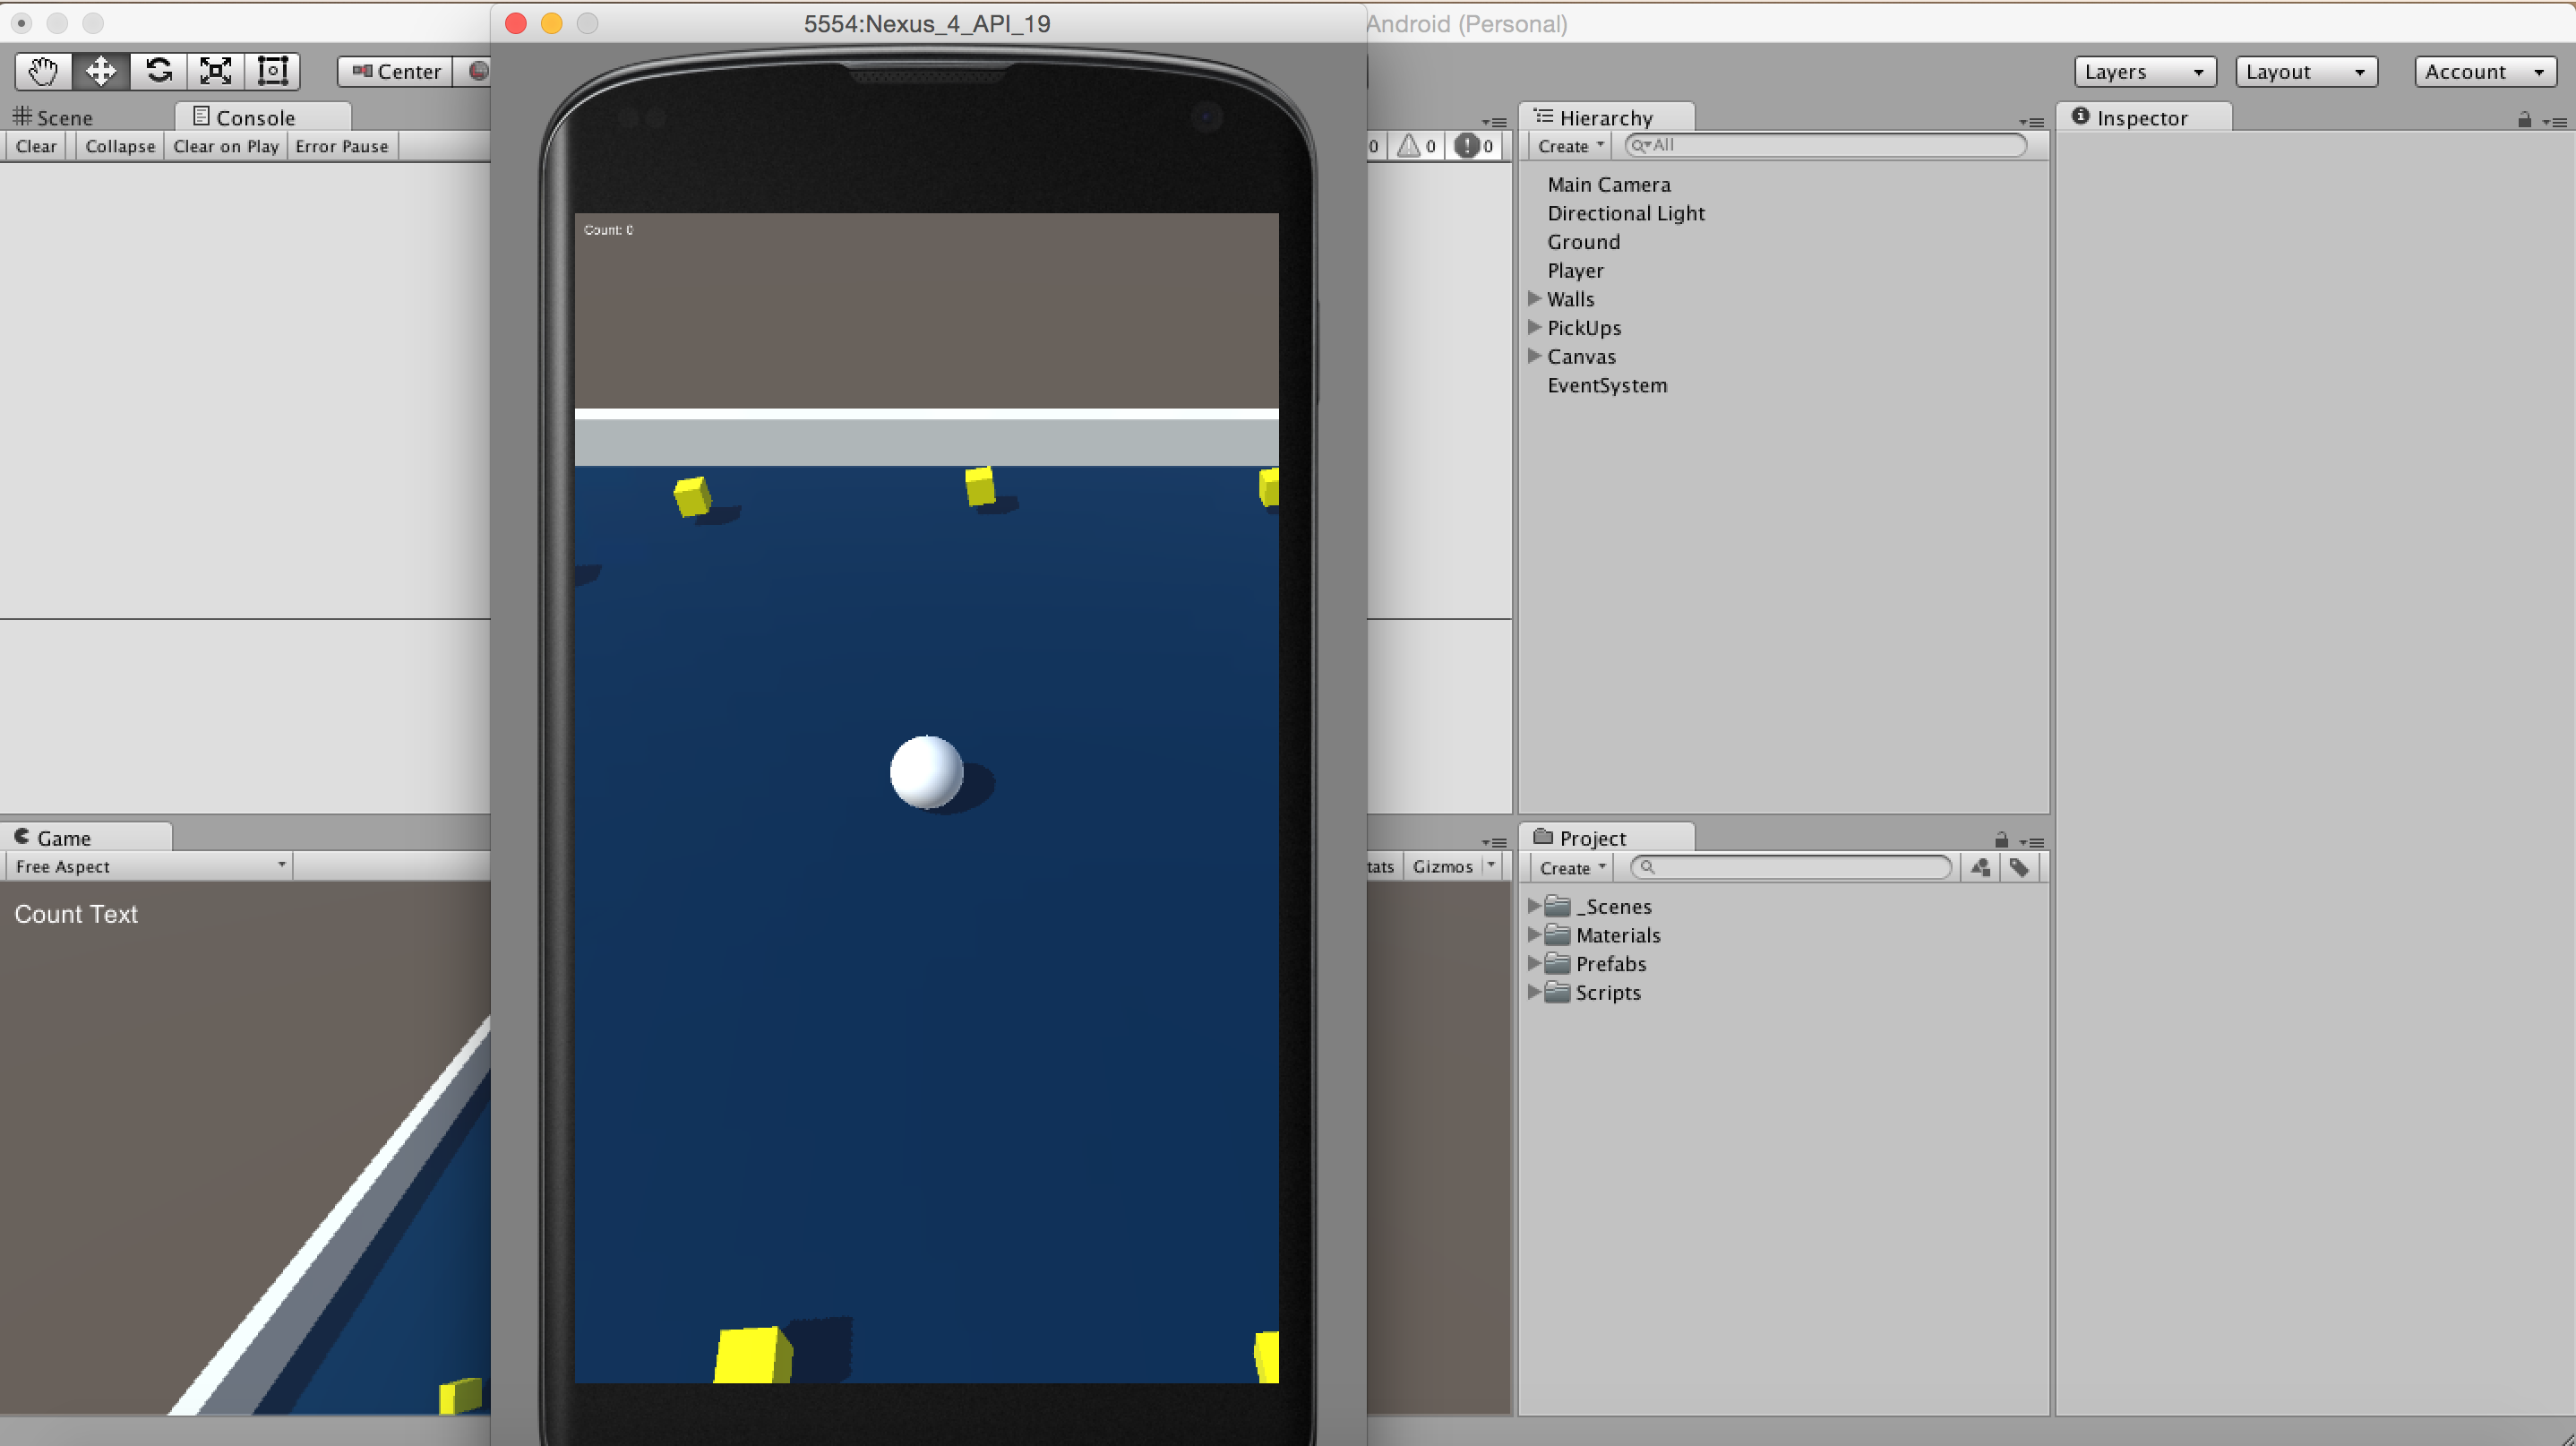 5554:Nexus_4_API_19
Android (Personal)
Center
Layers
Layout
Account
Scene
Console
Hierarchy
Inspector
Clear
Collapse
Clear on Play
Error Pause
0
0
0
Create
All
Main Camera
Directional Light
Ground
Player
Walls
PickUps
Canvas
EventSystem
Count: 0
Game
Free Aspect
tats
Gizmos
Count Text
Project
Create
_Scenes
Materials
Prefabs
Scripts